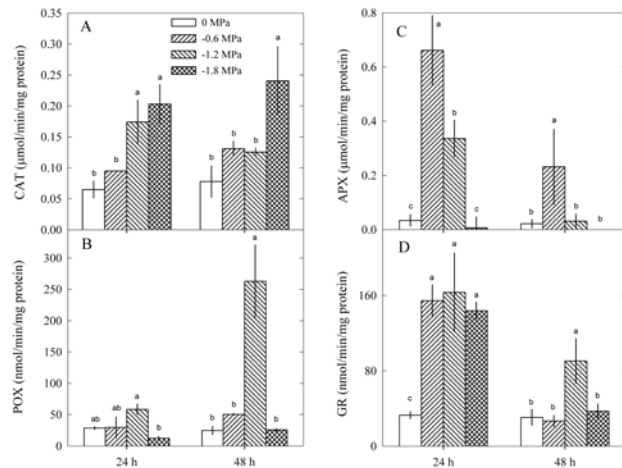 A
0 MPa
-0.6 MPa
-1.2 MPa
-1.8 MPa
CAT (μmol/min/mg protein)
0.35
0.30
0.25
0.20
0.15
0.10
0.05
0.00
b
b
a
a
b
b
b
a
C
APX (μmol/min/mg protein)
0.8
0.6
0.4
0.2
0.0
c
a
b
c
b
a
b
b
B
POX (nmol/min/mg protein)
300
250
200
150
100
50
0
ab
ab
a
b
b
b
a
b
24 h
48 h
D
GR (nmol/min/mg protein)
160
80
0
c
a
a
a
b
b
a
b
24 h
48 h